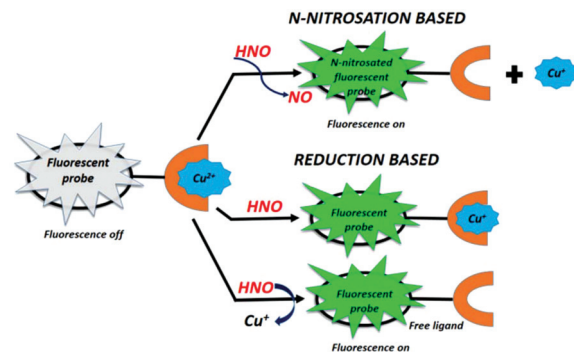 N-NITROSATION BASED
HNO
N-nitrosated
fluorescent
probe
NO
+
Cu⁺
Fluorescence on
Fluorescent
probe
Cu²⁺
Fluorescence off
REDUCTION BASED
HNO
Fluorescent
probe
Cu⁺
HNO
Cu⁺
Fluorescent
probe
Free ligand
Fluorescence on